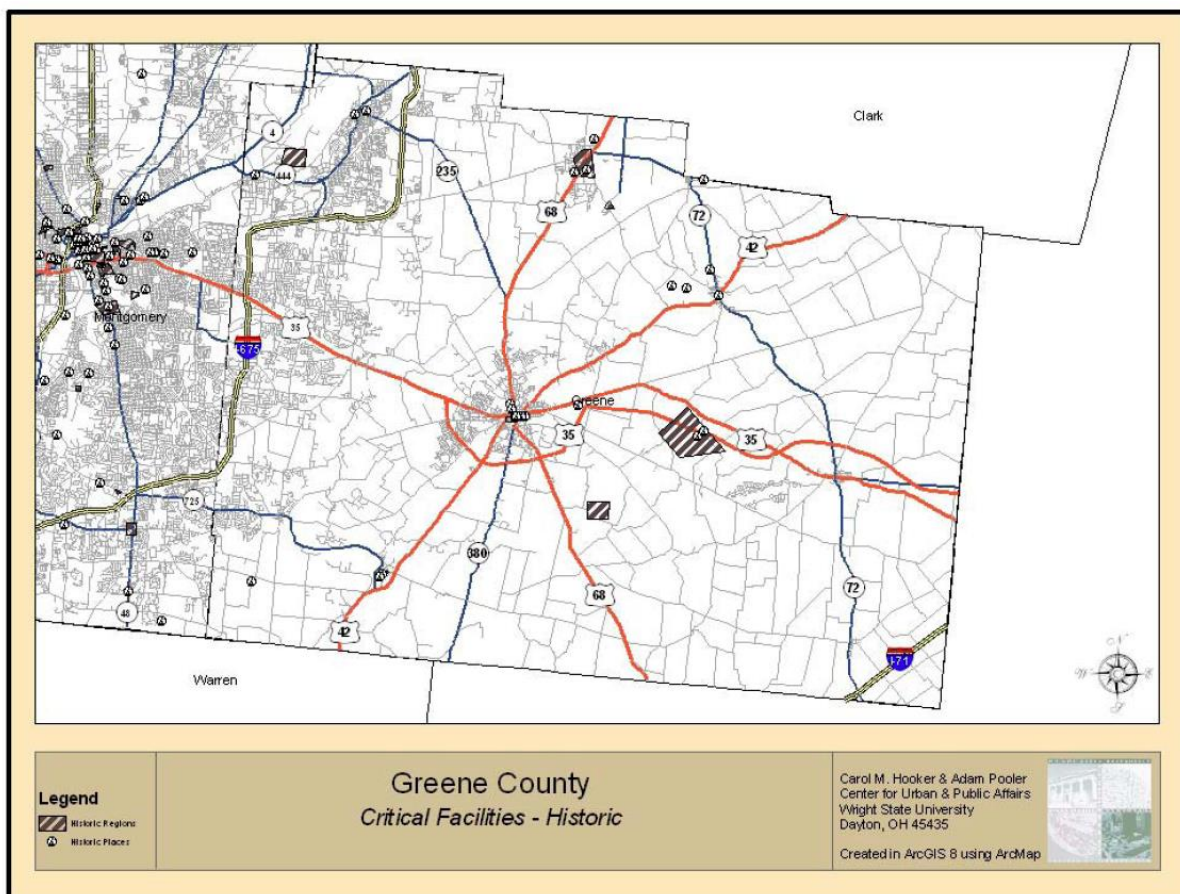 Clark
4
444
235
68
72
42
Montgomery
35
I-675
Greene
35
35
725
380
68
72
48
42
I-71
Warren
N
W
E
S
Legend
Historic Regions
Historic Places
Greene County
Critical Facilities - Historic
Carol M. Hooker & Adam Pooler
Center for Urban & Public Affairs
Wright State University
Dayton, OH 45435
Created in ArcGIS 8 using ArcMap